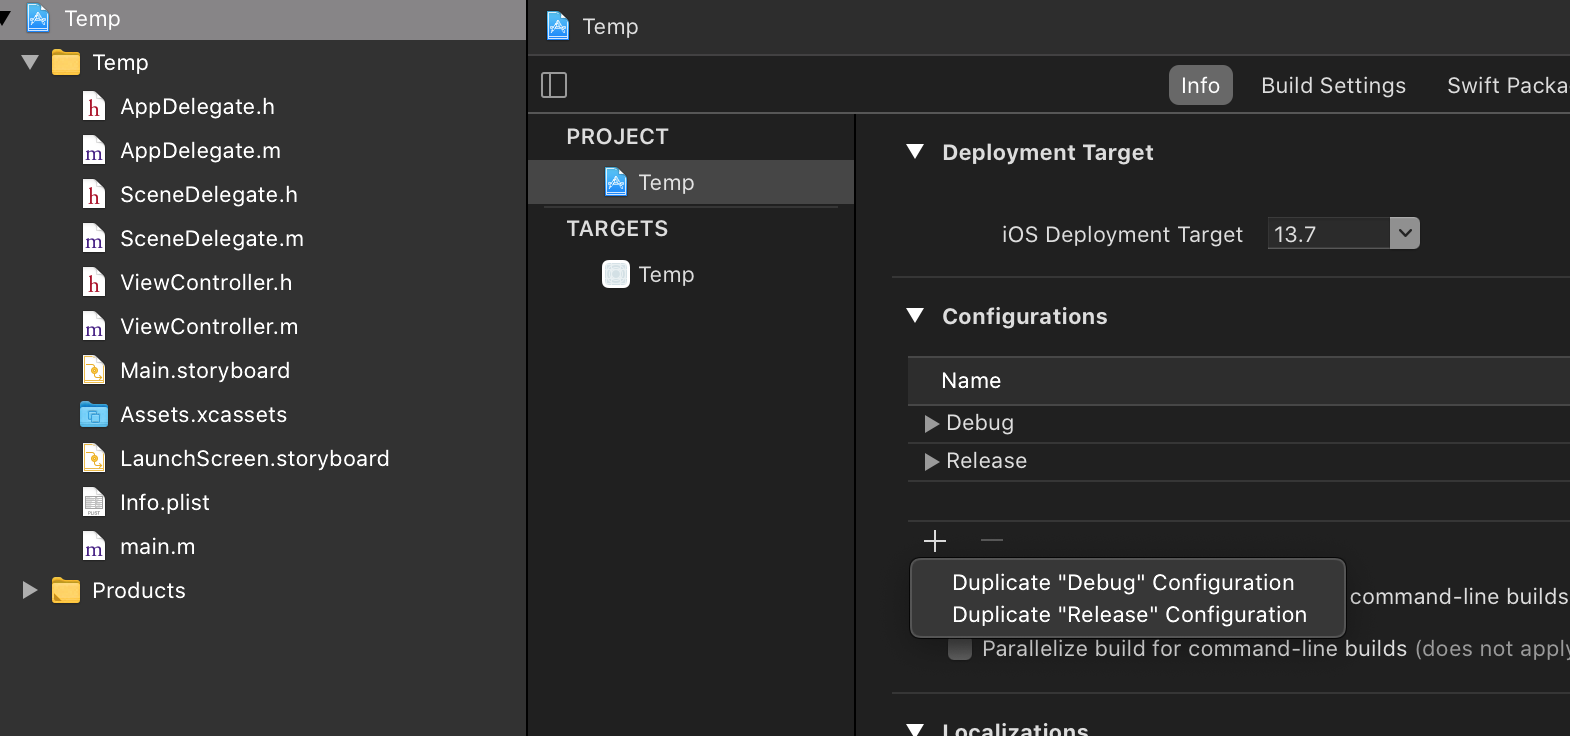 Temp
Temp
AppDelegate.h
AppDelegate.m
SceneDelegate.h
SceneDelegate.m
ViewController.h
ViewController.m
Main.storyboard
Assets.xcassets
LaunchScreen.storyboard
Info.plist
main.m
Products
Temp
Info Build Settings Swift Packa
PROJECT
Temp
TARGETS
Temp
Deployment Target
iOS Deployment Target 13.7
Configurations
Name
Debug
Release
Duplicate "Debug" Configuration
Duplicate "Release" Configuration
command-line builds
Parallelize build for command-line builds (does not apply
Localizations